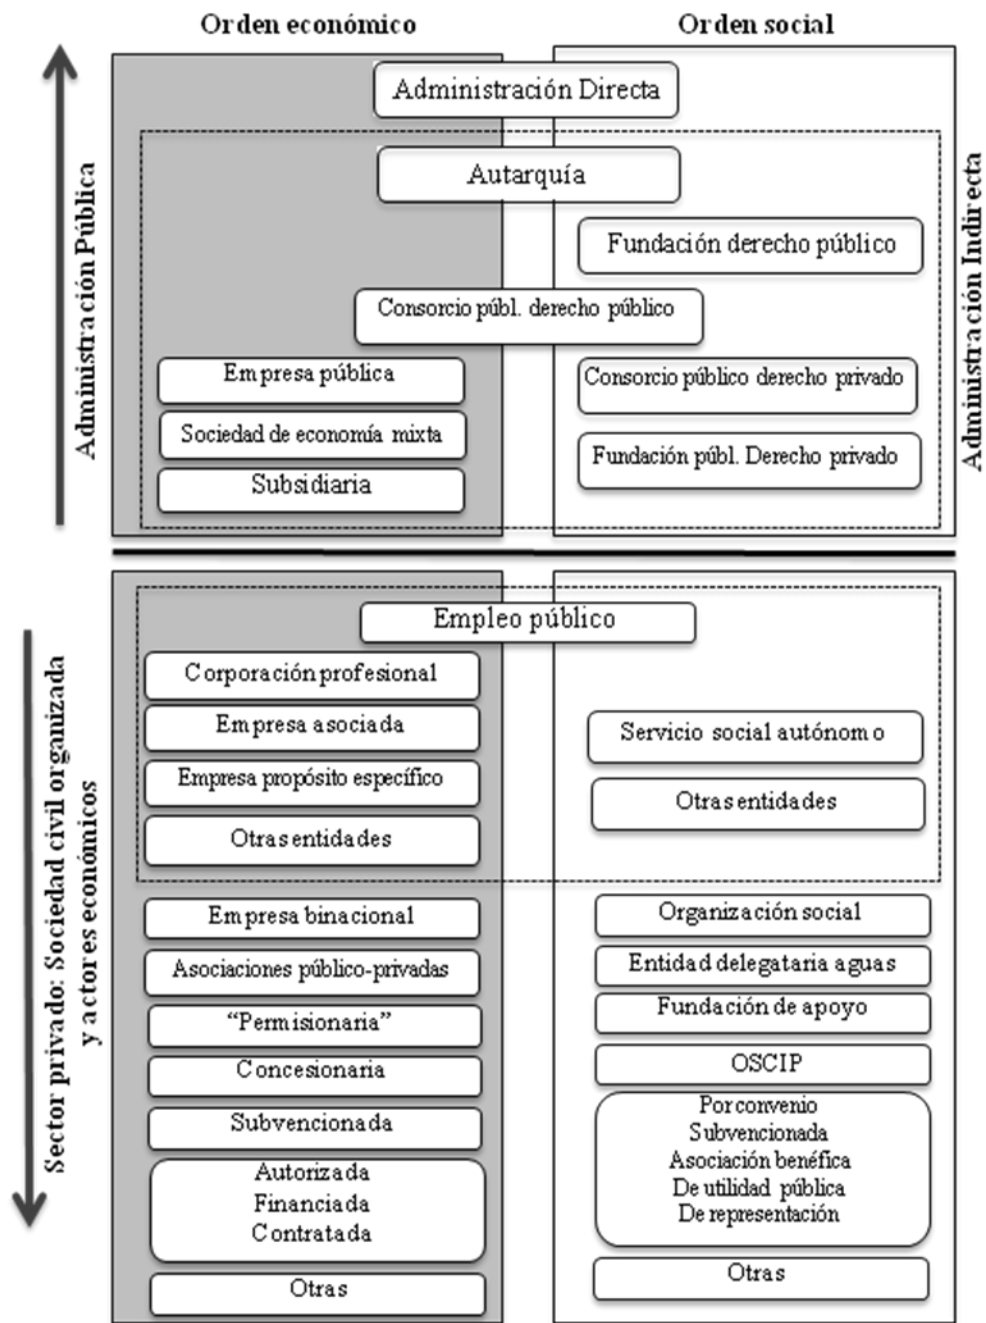 Orden económico
Orden social
Administración Directa
Autarquía
Fundación derecho público
Consorcio públ. derecho público
Empresa pública
Consorcio público derecho privado
Sociedad de economía mixta
Fundación públ. Derecho privado
Subsidiaria
Administración Pública
Administración Indirecta
Empleo público
Corporación profesional
Empresa asociada
Servicio social autónomo
Empresa propósito específico
Otras entidades
Otras entidades
Empresa binacional
Organización social
Asociaciones público-privadas
Entidad delegataria aguas
“Permisionaria”
Fundación de apoyo
Concesionaria
OSCIP
Subvencionada
Por convenio
Subvencionada
Asociación benéfica
De utilidad pública
De representación
Autorizada
Financiada
Contratada
Otras
Otras
Sector privado: Sociedad civil organizada
y actores económicos